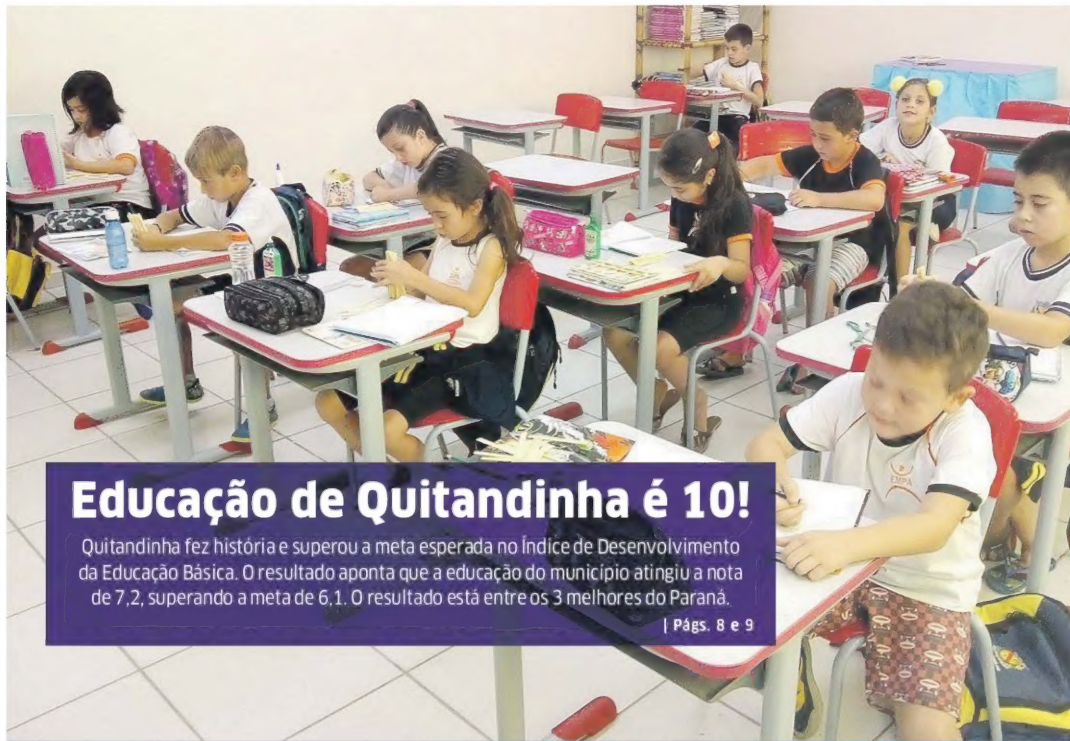 Educação de Quitandinha é 10!
Quitandinha fez história e superou a meta esperada no Índice de Desenvolvimento
da Educação Básica. O resultado aponta que a educação do município atingiu a nota
de 7,2, superando a meta de 6,1. O resultado está entre os 3 melhores do Paraná.
| Págs. 8 e 9
EMPA